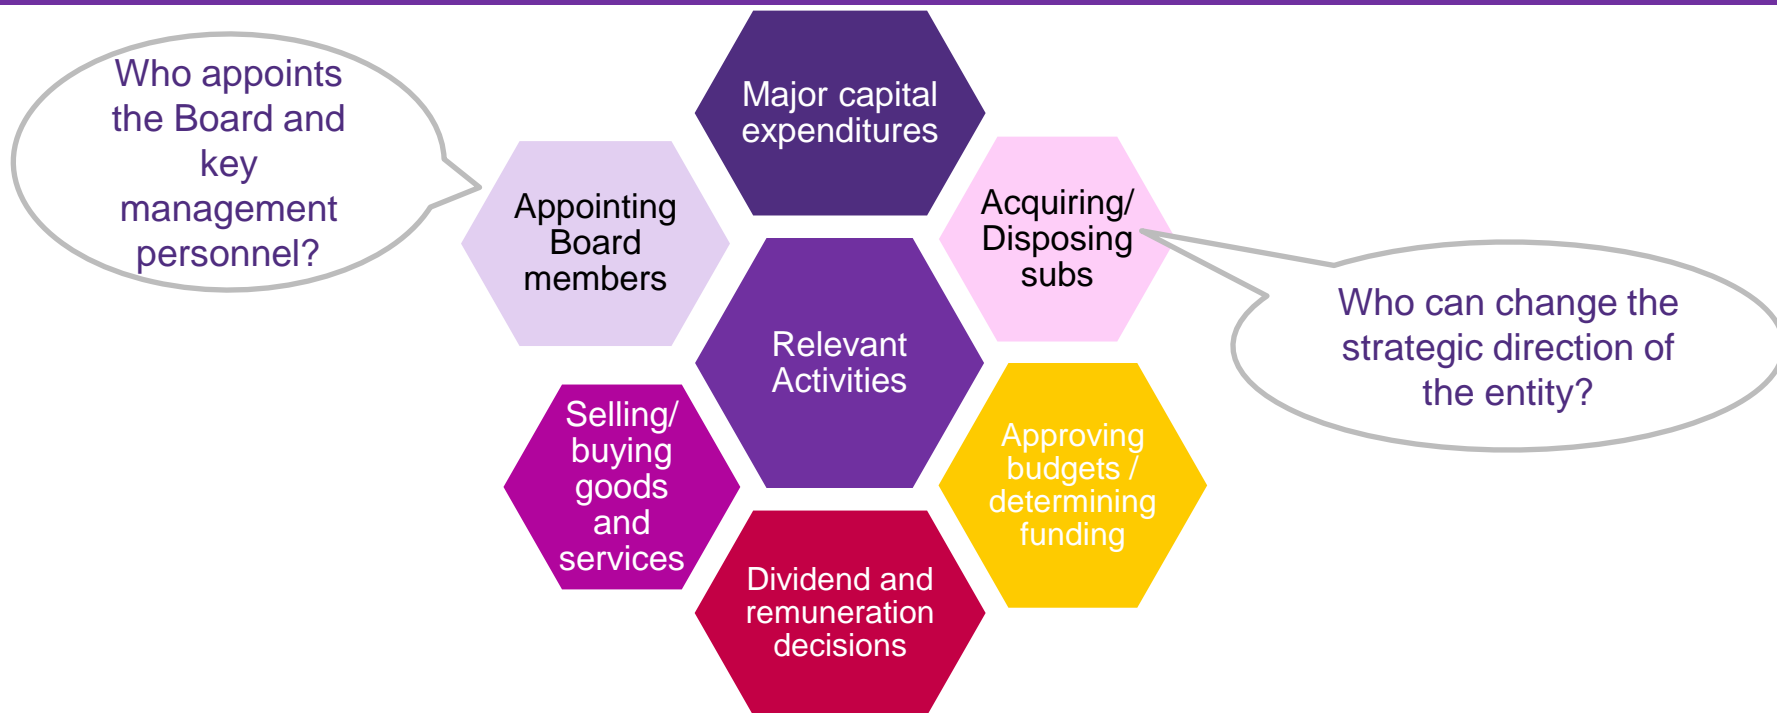 Who appoints
the Board and
key
management
personnel?
Major capital
expenditures
Appointing
Board
members
Acquiring/
Disposing
subs
Relevant
Activities
Who can change the
strategic direction of
the entity?
Selling/
buying
goods
and
services
Approving
budgets /
determining
funding
Dividend and
remuneration
decisions